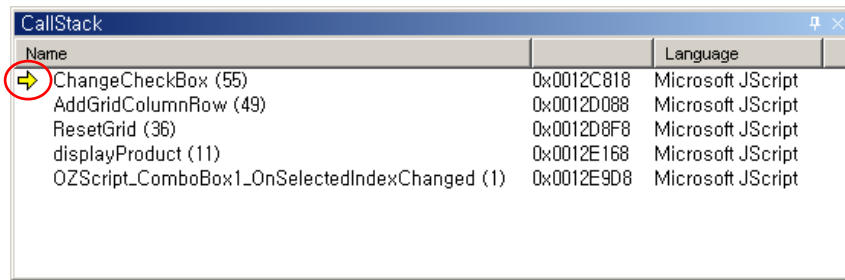 CallStack
Name Language
ChangeCheckBox (55) 0x0012C818 Microsoft JScript
AddGridColumnRow (49) 0x0012D088 Microsoft JScript
ResetGrid (36) 0x0012D8F8 Microsoft JScript
displayProduct (11) 0x0012E168 Microsoft JScript
OZScript_ComboBox1_OnSelectedIndexChanged (1) 0x0012E9D8 Microsoft JScript